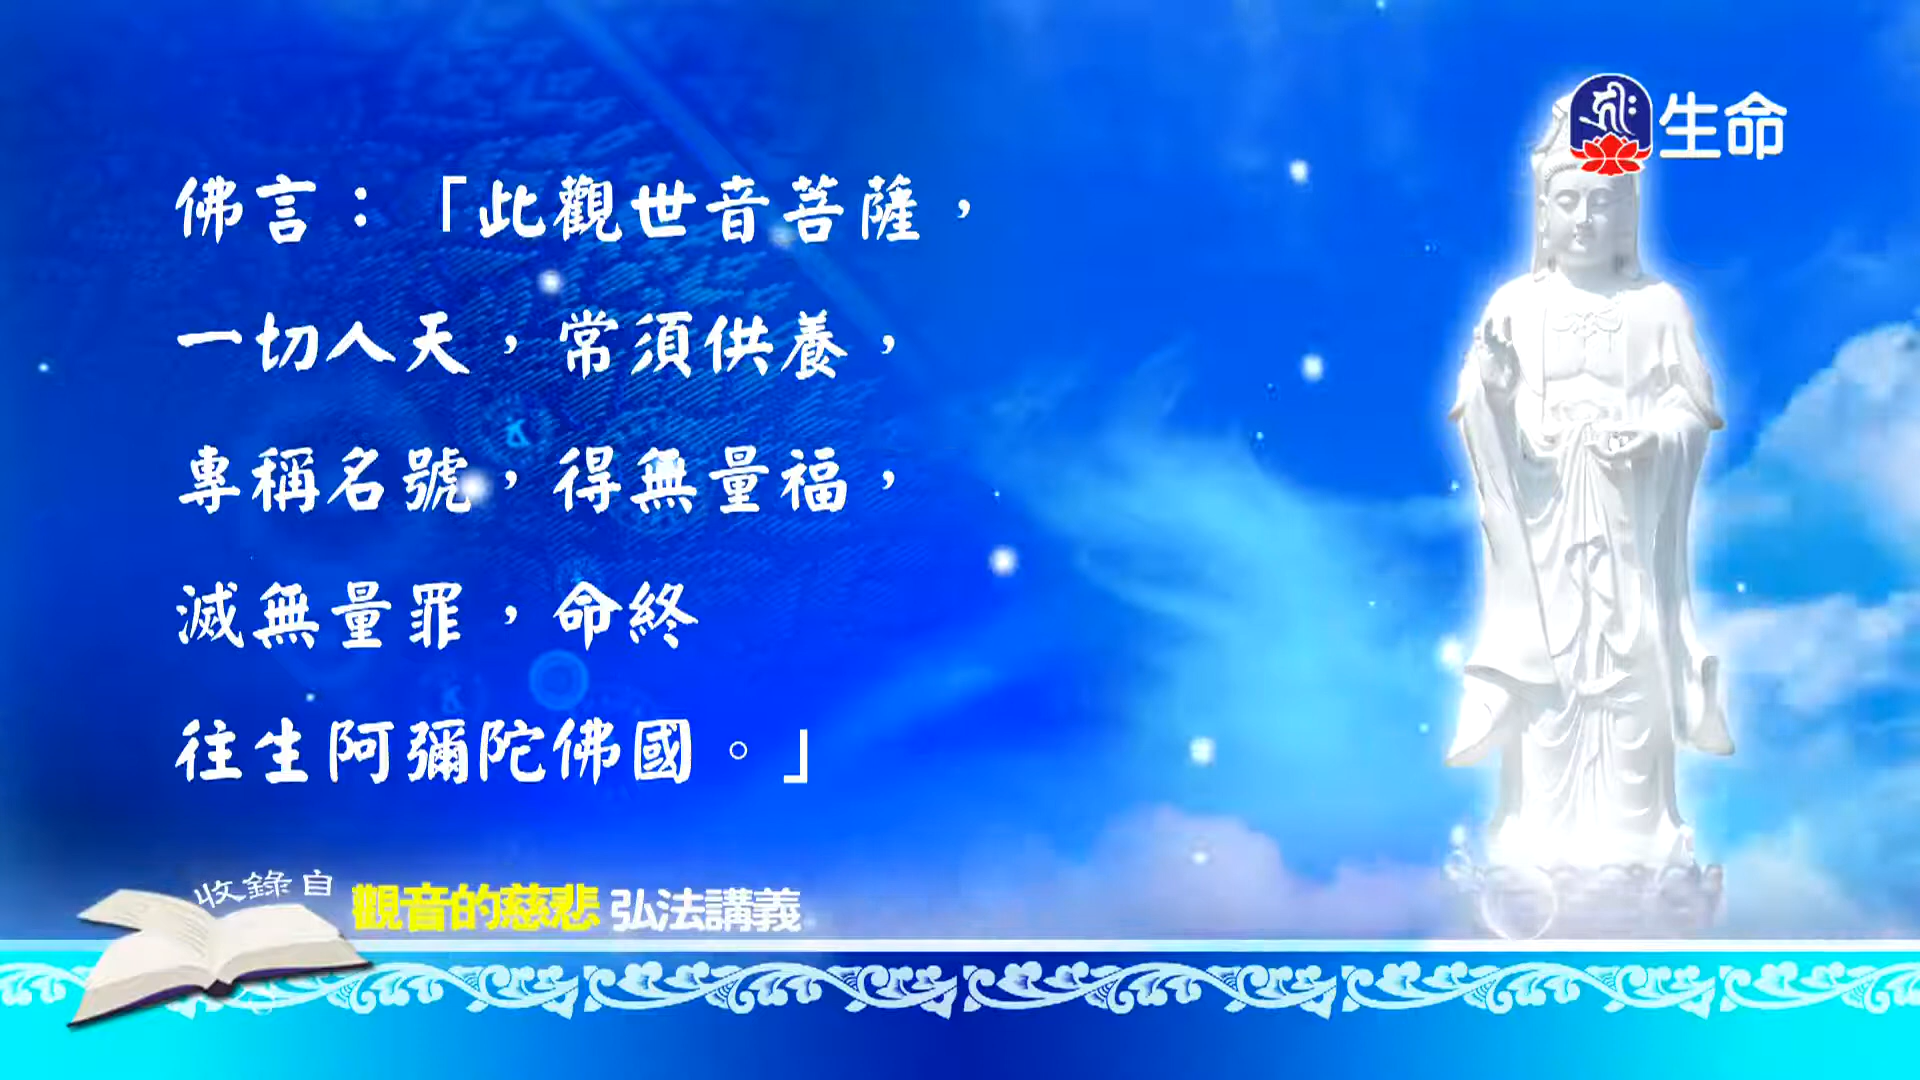 生命
佛言：「此觀世音菩薩，
一切人天，常須供養，
專稱名號，得無量福，
滅無量罪，命終
往生阿彌陀佛國。」
收錄自 觀音的慈悲 弘法講義